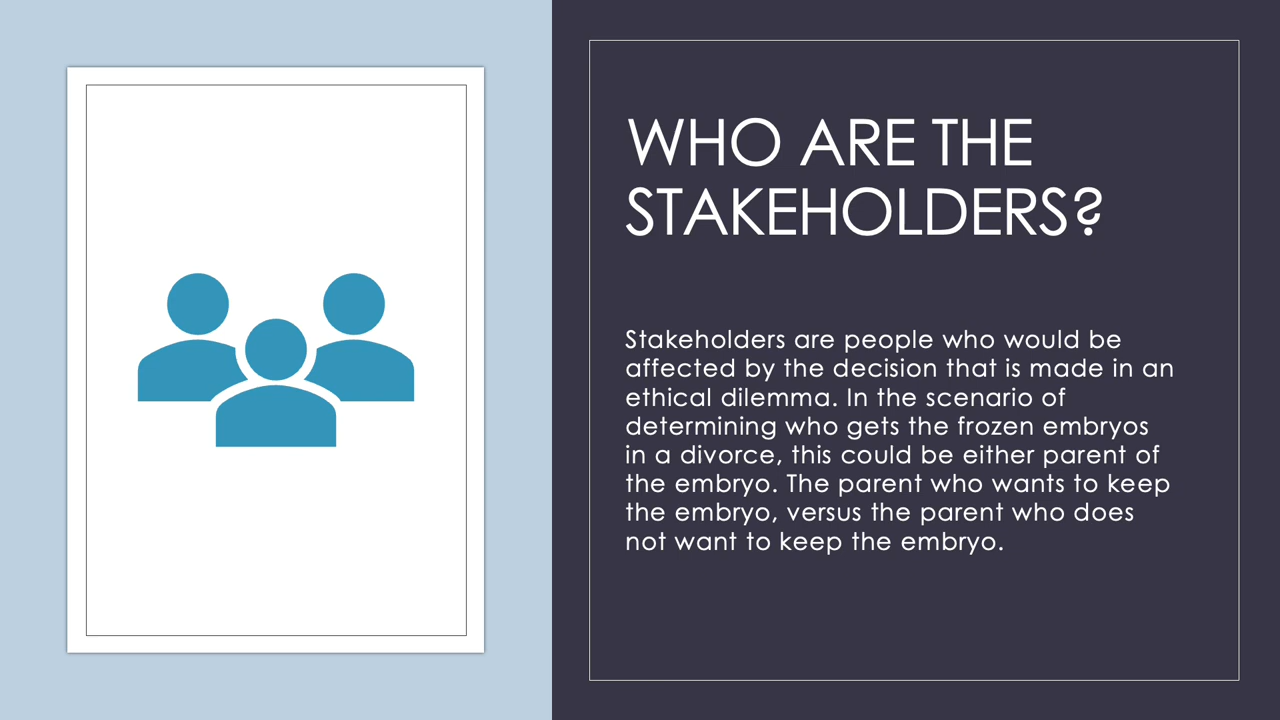 WHO ARE THE
STAKEHOLDERS?
Stakeholders are people who would be
affected by the decision that is made in an
ethical dilemma. In the scenario of
determining who gets the frozen embryos
in a divorce, this could be either parent of
the embryo. The parent who wants to keep
the embryo, versus the parent who does
not want to keep the embryo.